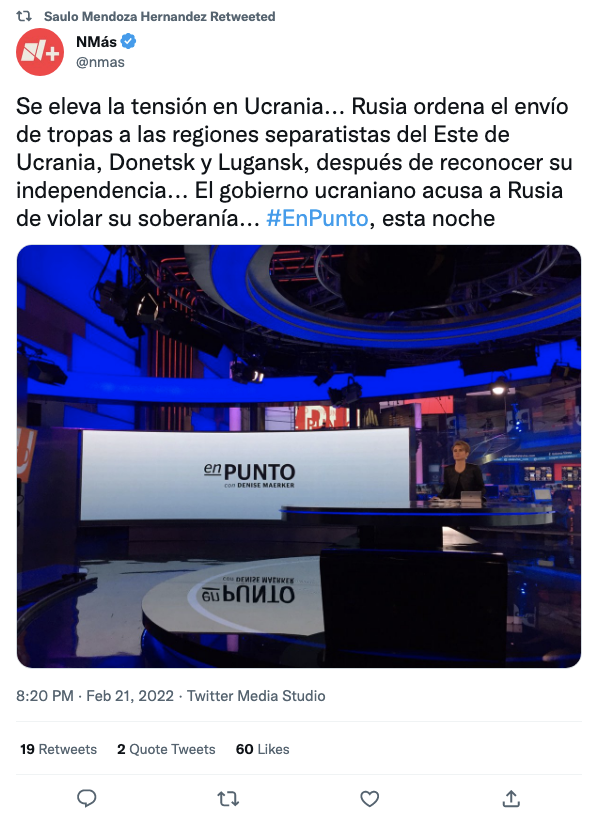 Saulo Mendoza Hernandez Retweeted
NMás
@nmas
Se eleva la tensión en Ucrania... Rusia ordena el envío
de tropas a las regiones separatistas del Este de
Ucrania, Donetsk y Lugansk, después de reconocer su
independencia... El gobierno ucraniano acusa a Rusia
de violar su soberanía... #EnPunto, esta noche
en PUNTO
con DENISE MAERKER
8:20 PM · Feb 21, 2022 · Twitter Media Studio
19 Retweets 2 Quote Tweets 60 Likes